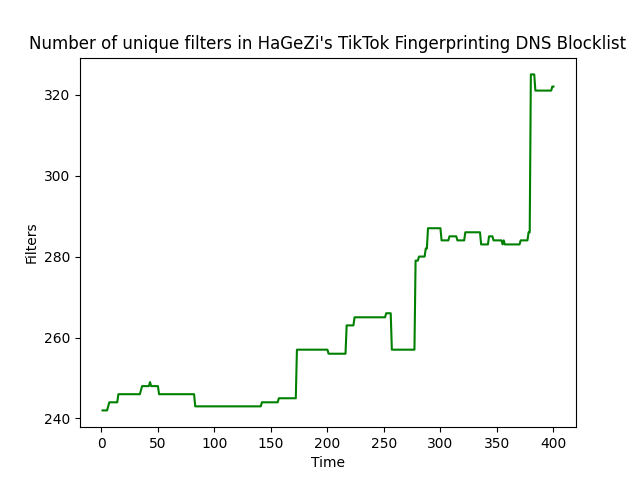 Number of unique filters in HaGeZi's TikTok Fingerprinting DNS Blocklist
320
300
280
260
240
Filters
0 50 100 150 200 250 300 350 400
Time